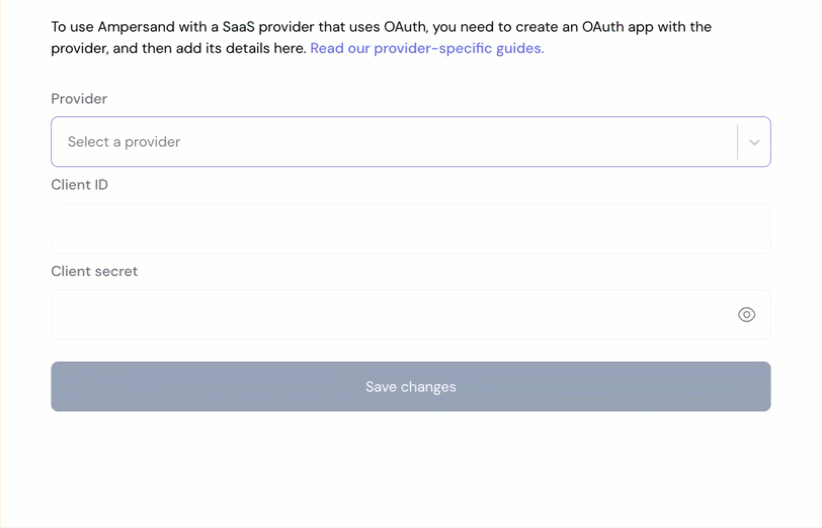 To use Ampersand with a SaaS provider that uses OAuth, you need to create an OAuth app with the
provider, and then add its details here. Read our provider-specific guides.
Provider
Select a provider
Client ID
Client secret
Save changes